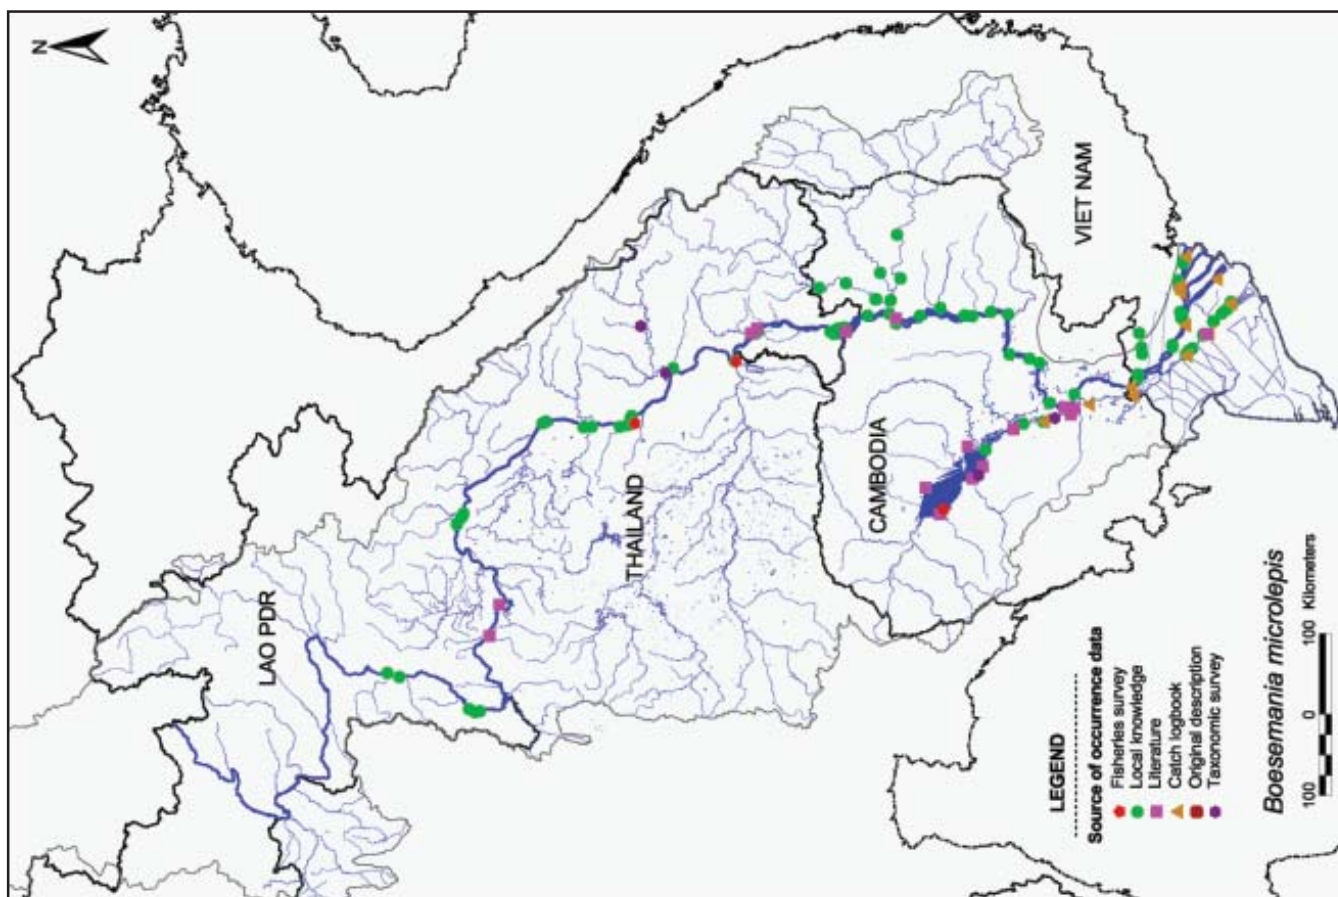 N
LAO PDR
THAILAND
CAMBODIA
VIET NAM
LEGEND
Source of occurrence data
Fisheries survey
Local knowledge
Literature
Catch logbook
Original description
Taxonomic survey
Boesemania microlepis
100 0 100 Kilometers